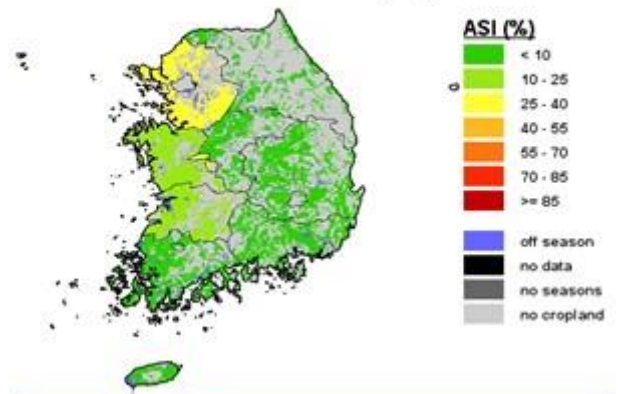 ASI (%)
< 10
10 - 25
25 - 40
40 - 55
55 - 70
70 - 85
>= 85
off season
no data
no seasons
no cropland